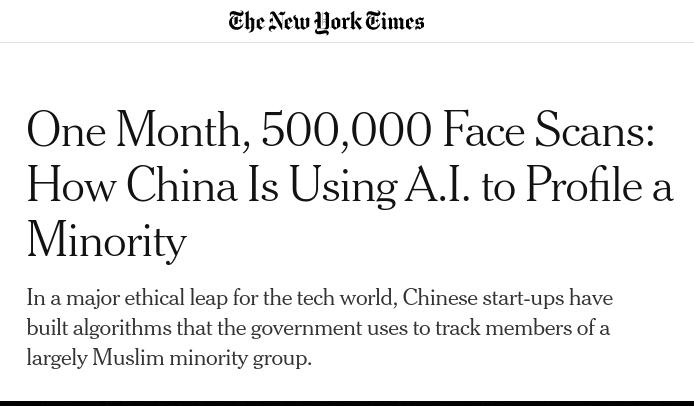 The New York Times
One Month, 500,000 Face Scans:
How China Is Using A.I. to Profile a
Minority
In a major ethical leap for the tech world, Chinese start-ups have
built algorithms that the government uses to track members of a
largely Muslim minority group.